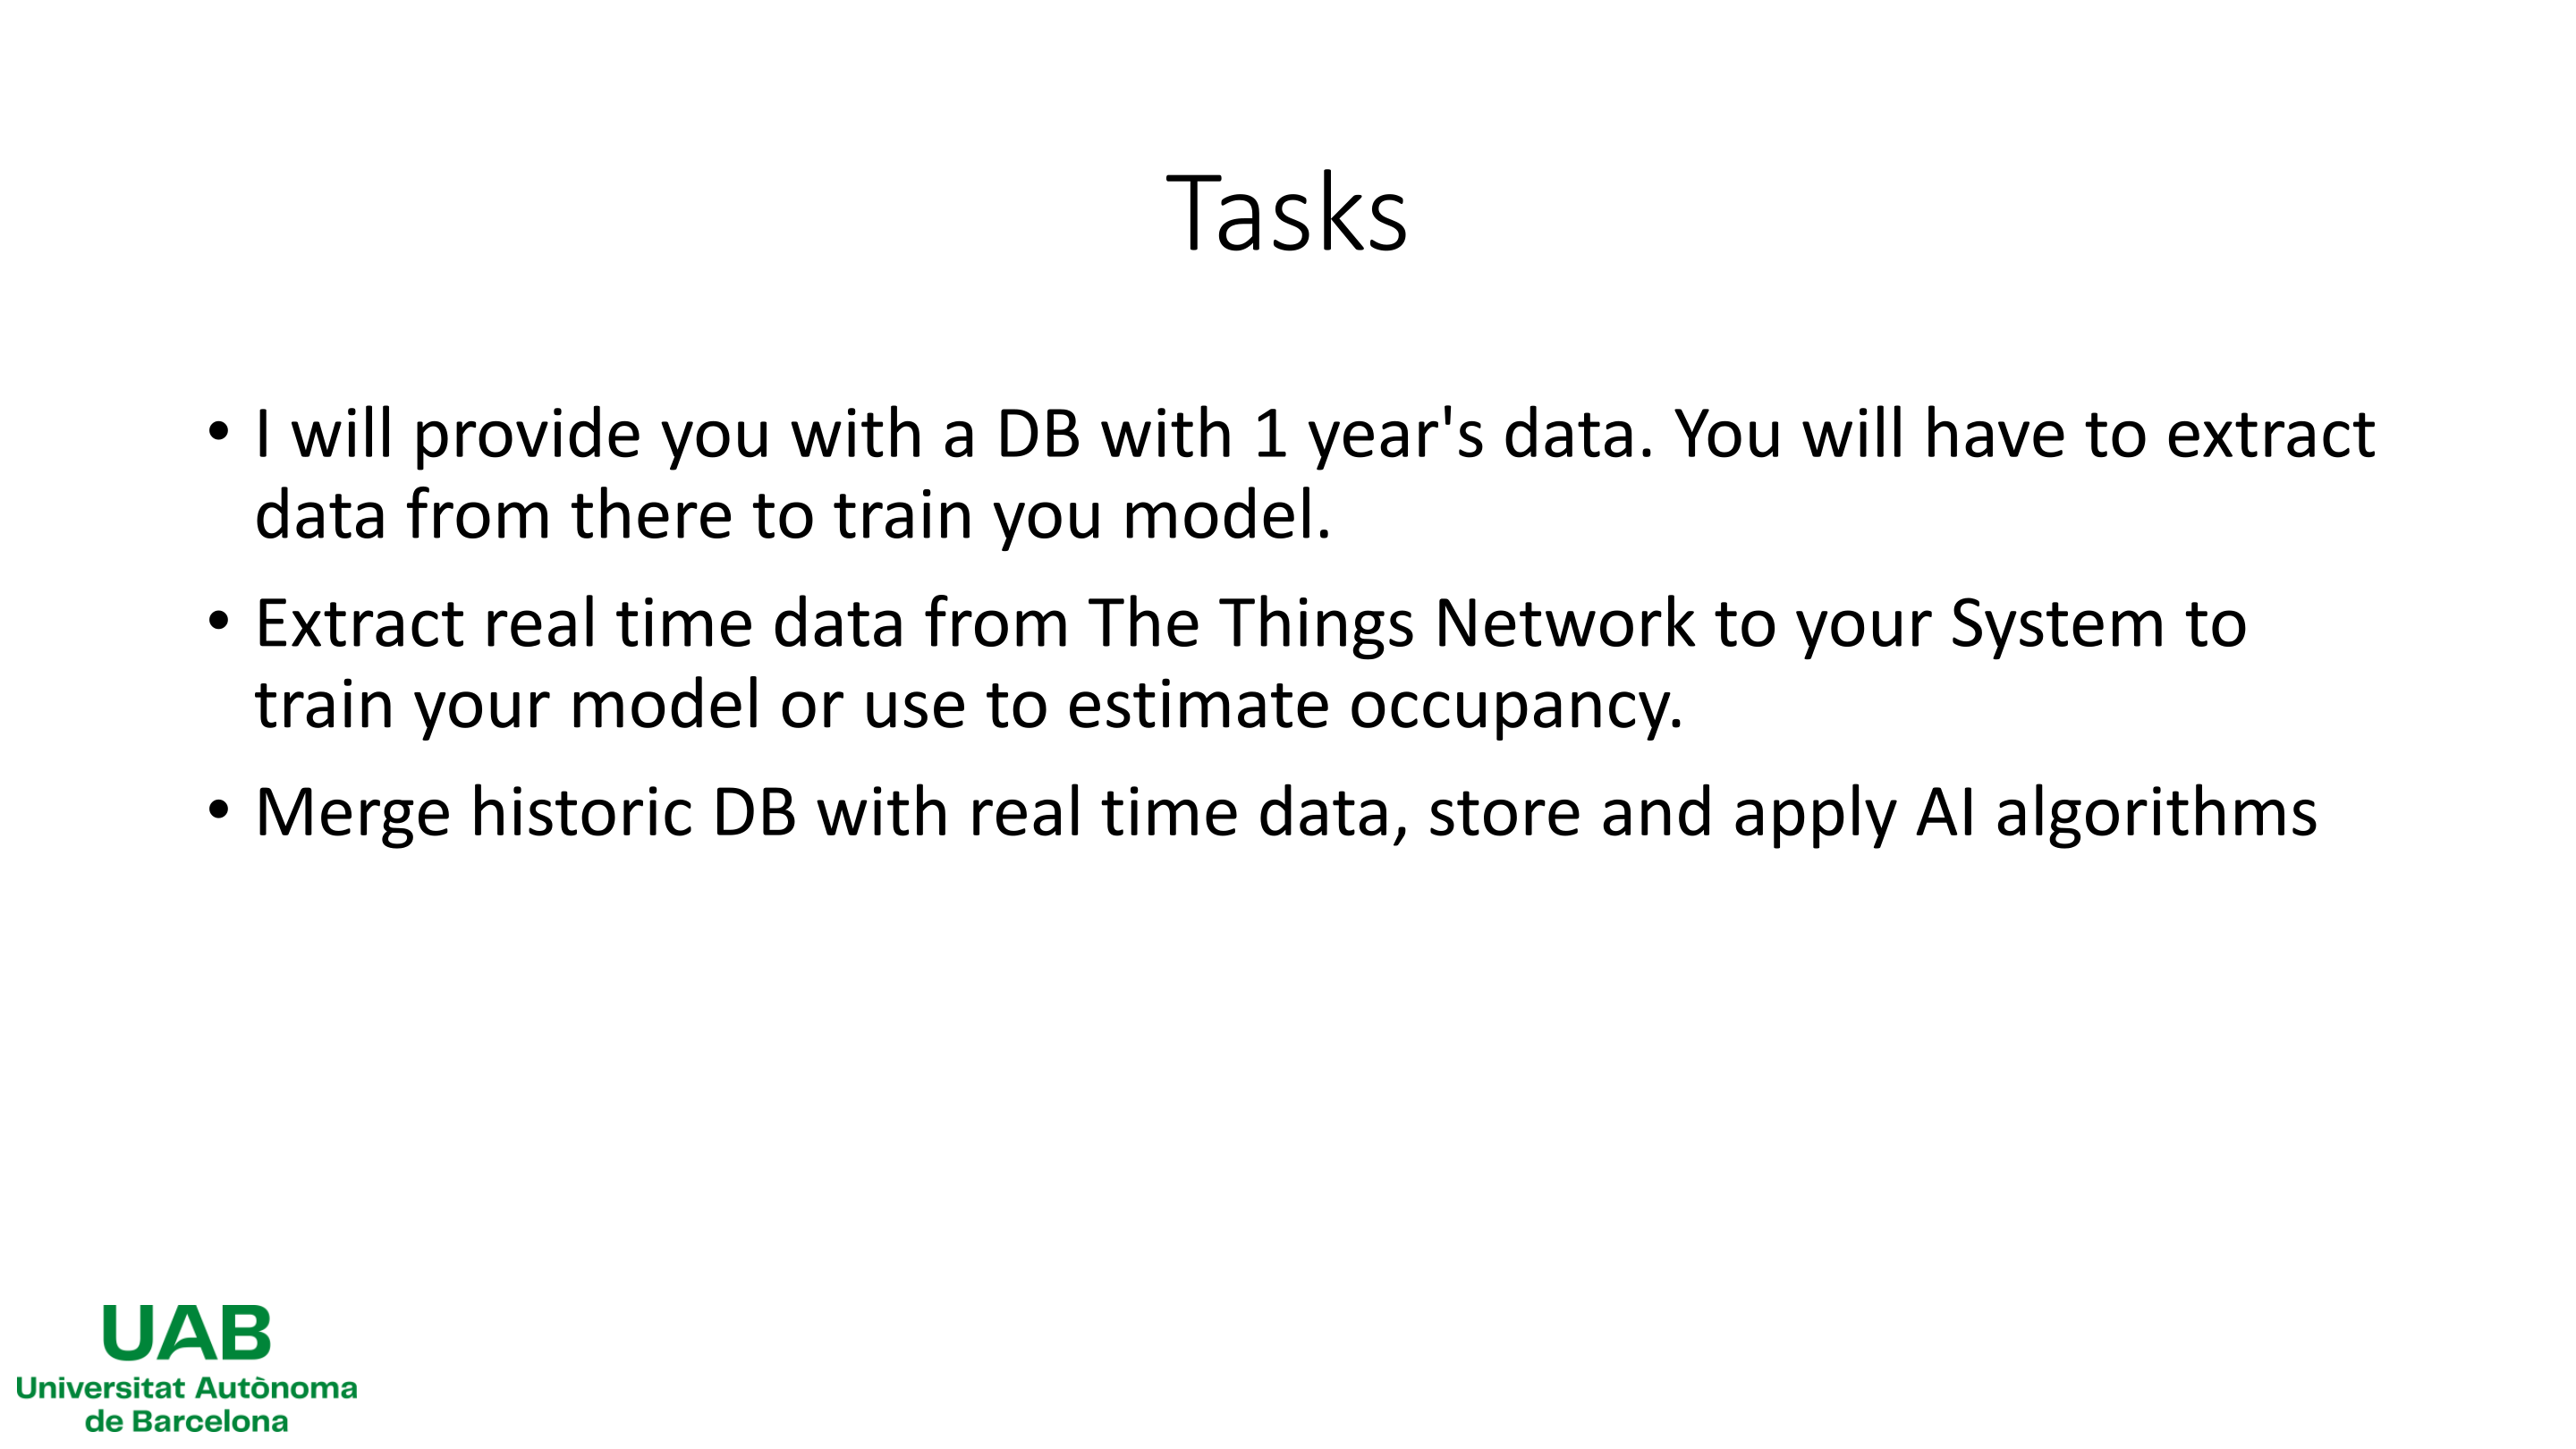 Tasks
• I will provide you with a DB with 1 year's data. You will have to extract
data from there to train you model.
• Extract real time data from The Things Network to your System to
train your model or use to estimate occupancy.
• Merge historic DB with real time data, store and apply AI algorithms
UAB
Universitat Autònoma
de Barcelona